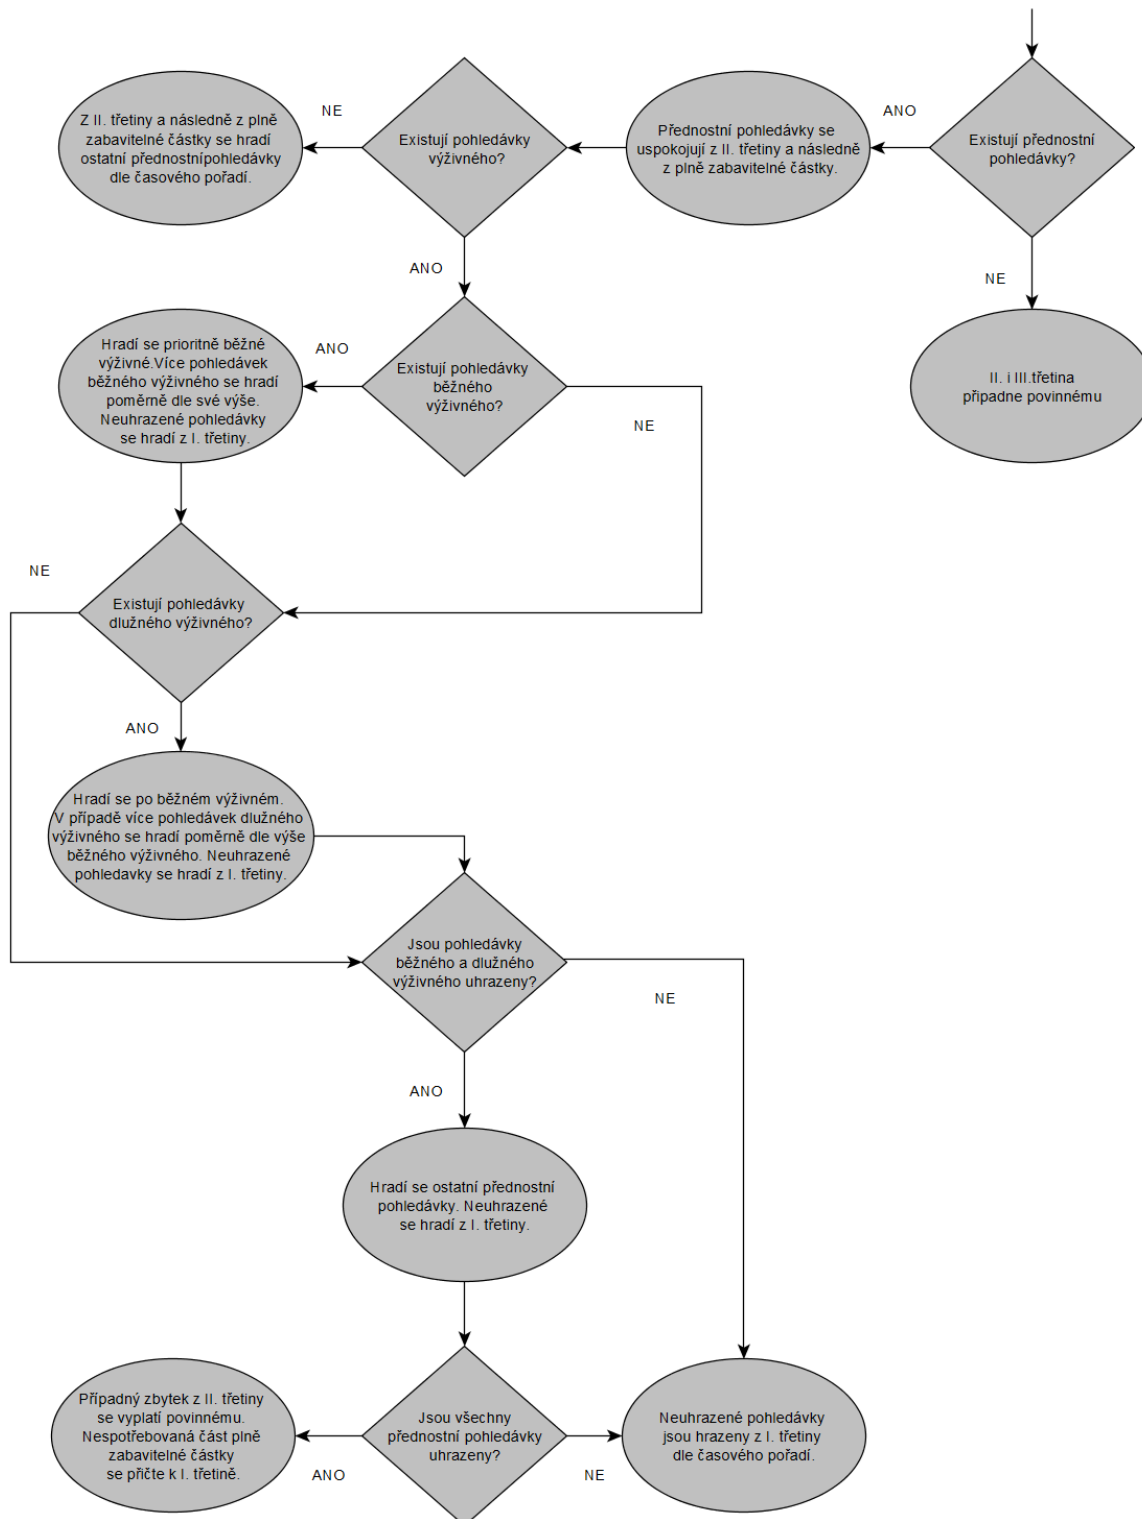 Existují přednostní
pohledávky?
ANO
NE
II. i III.třetina
připadne povinnému
Přednostní pohledávky se
uspokojují z II. třetiny a následně
z plně zabavitelné částky.
Existují pohledávky
výživného?
NE
Z II. třetiny a následně z plně
zabavitelné částky se hradí
ostatní přednostnípohledávky
dle časového pořadí.
ANO
Existují pohledávky
běžného
výživného?
ANO
NE
Hradí se prioritně běžné
výživné.Více pohledávek
běžného výživného se hradí
poměrně dle své výše.
Neuhrazené pohledávky
se hradí z I. třetiny.
Existují pohledávky
dlužného výživného?
NE
ANO
Hradí se po běžném výživném.
V případě více pohledávek dlužného
výživného se hradí poměrně dle výše
běžného výživného. Neuhrazené
pohledavky se hradí z I. třetiny.
Jsou pohledávky
běžného a dlužného
výživného uhrazeny?
NE
ANO
Hradí se ostatní přednostní
pohledávky. Neuhrazené
se hradí z I. třetiny.
Jsou všechny
přednostní pohledávky
uhrazeny?
ANO
NE
Případný zbytek z II. třetiny
se vyplatí povinnému.
Nespotřebovaná část plně
zabavitelné částky
se přičte k I. třetině.
Neuhrazené pohledávky
jsou hrazeny z I. třetiny
dle časového pořadí.